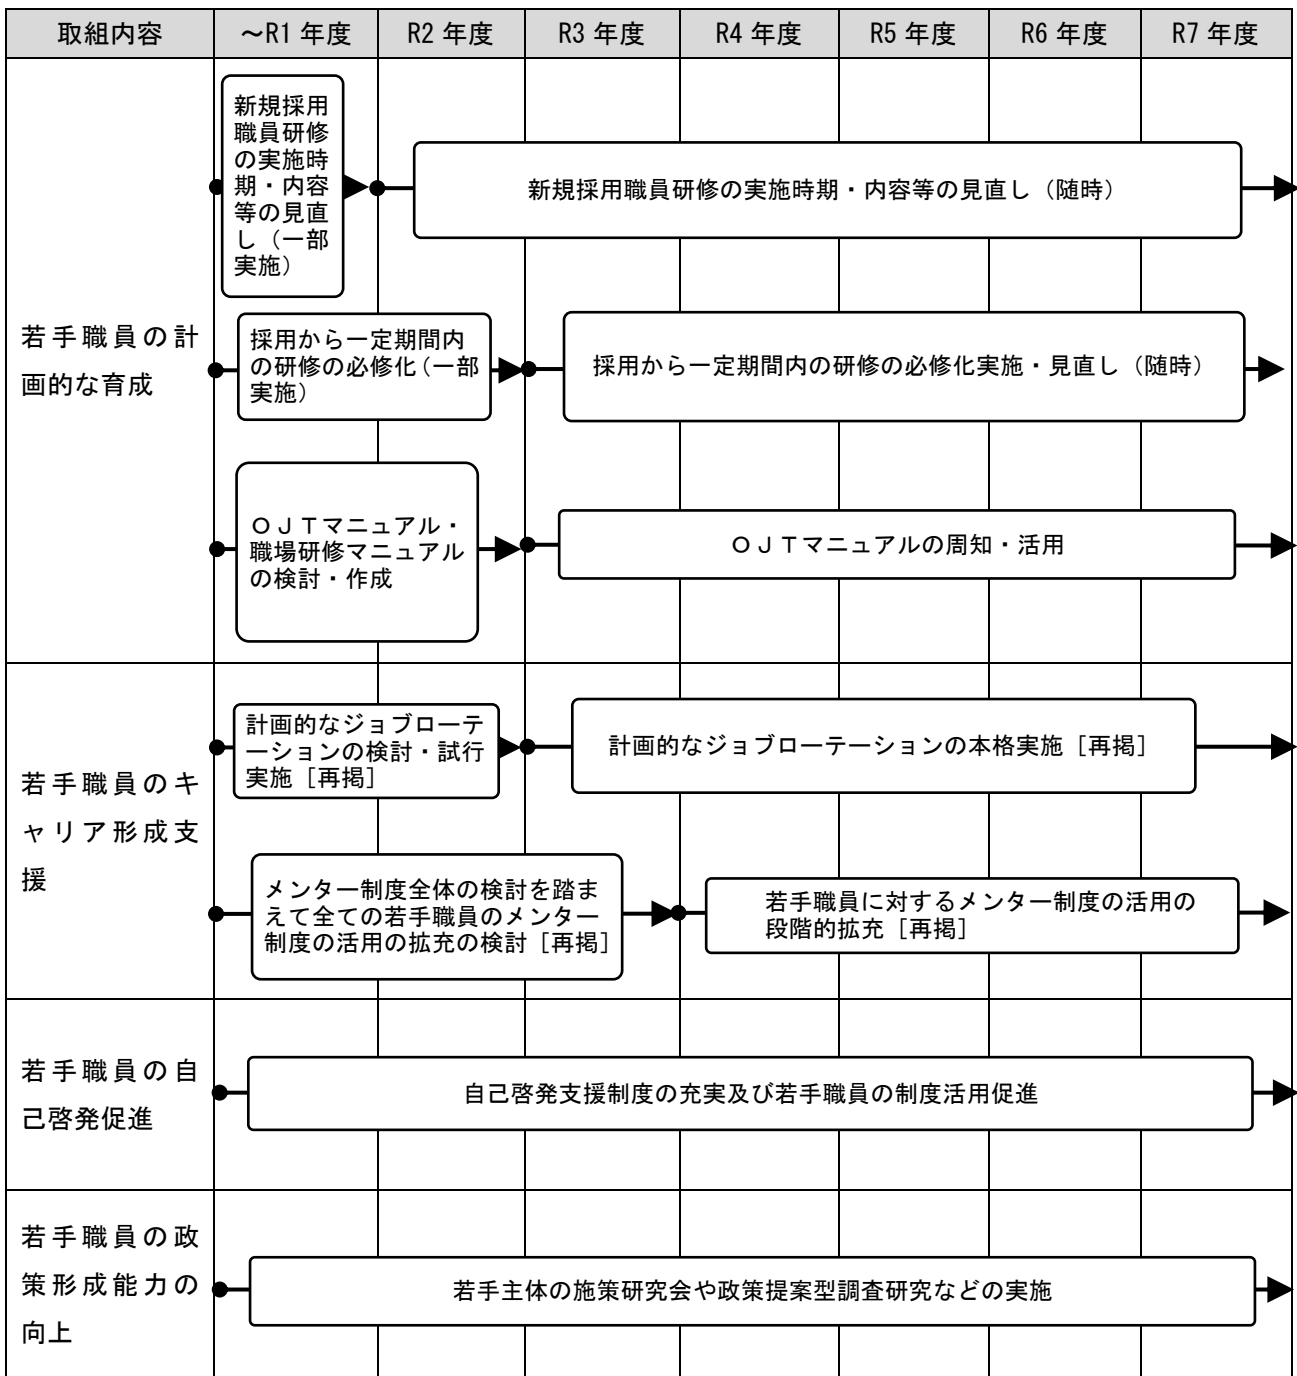 取組内容
～R1 年度
R2 年度
R3 年度
R4 年度
R5 年度
R6 年度
R7 年度
若手職員の計
画的な育成
新規採用
職員研修
の実施時
期・内容
等の見直
し（一部
実施）
新規採用職員研修の実施時期・内容等の見直し（随時）
採用から一定期間内
の研修の必修化（一部
実施）
採用から一定期間内の研修の必修化実施・見直し（随時）
ＯＪＴマニュアル・
職場研修マニュアル
の検討・作成
ＯＪＴマニュアルの周知・活用
若手職員のキ
ャリア形成支
援
計画的なジョブローテ
ーションの検討・試行
実施［再掲］
計画的なジョブローテーションの本格実施［再掲］
メンター制度全体の検討を踏ま
えて全ての若手職員のメンター
制度の活用の拡充の検討［再掲］
若手職員に対するメンター制度の活用の
段階的拡充［再掲］
若手職員の自
己啓発促進
自己啓発支援制度の充実及び若手職員の制度活用促進
若手職員の政
策形成能力の
向上
若手主体の施策研究会や政策提案型調査研究などの実施